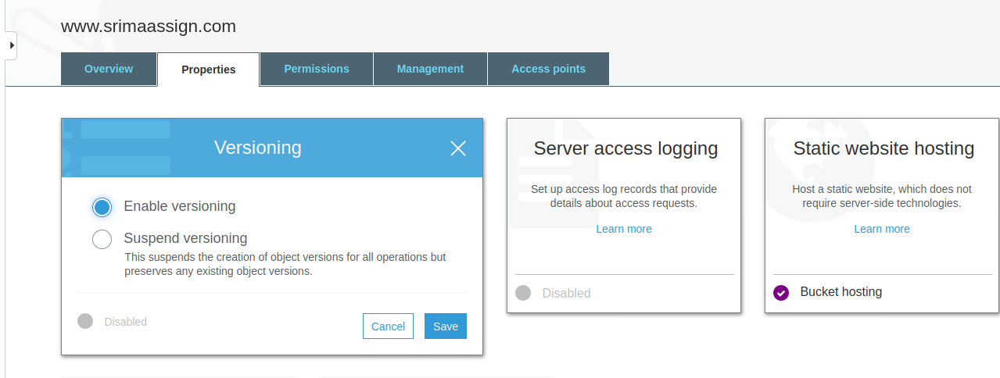 www.srimaassign.com
Overview
Properties
Permissions
Management
Access points
Versioning
Enable versioning
Suspend versioning
This suspends the creation of object versions for all operations but
preserves any existing object versions.
Disabled
Cancel
Save
Server access logging
Set up access log records that provide
details about access requests.
Learn more
Disabled
Static website hosting
Host a static website, which does not
require server-side technologies.
Learn more
Bucket hosting